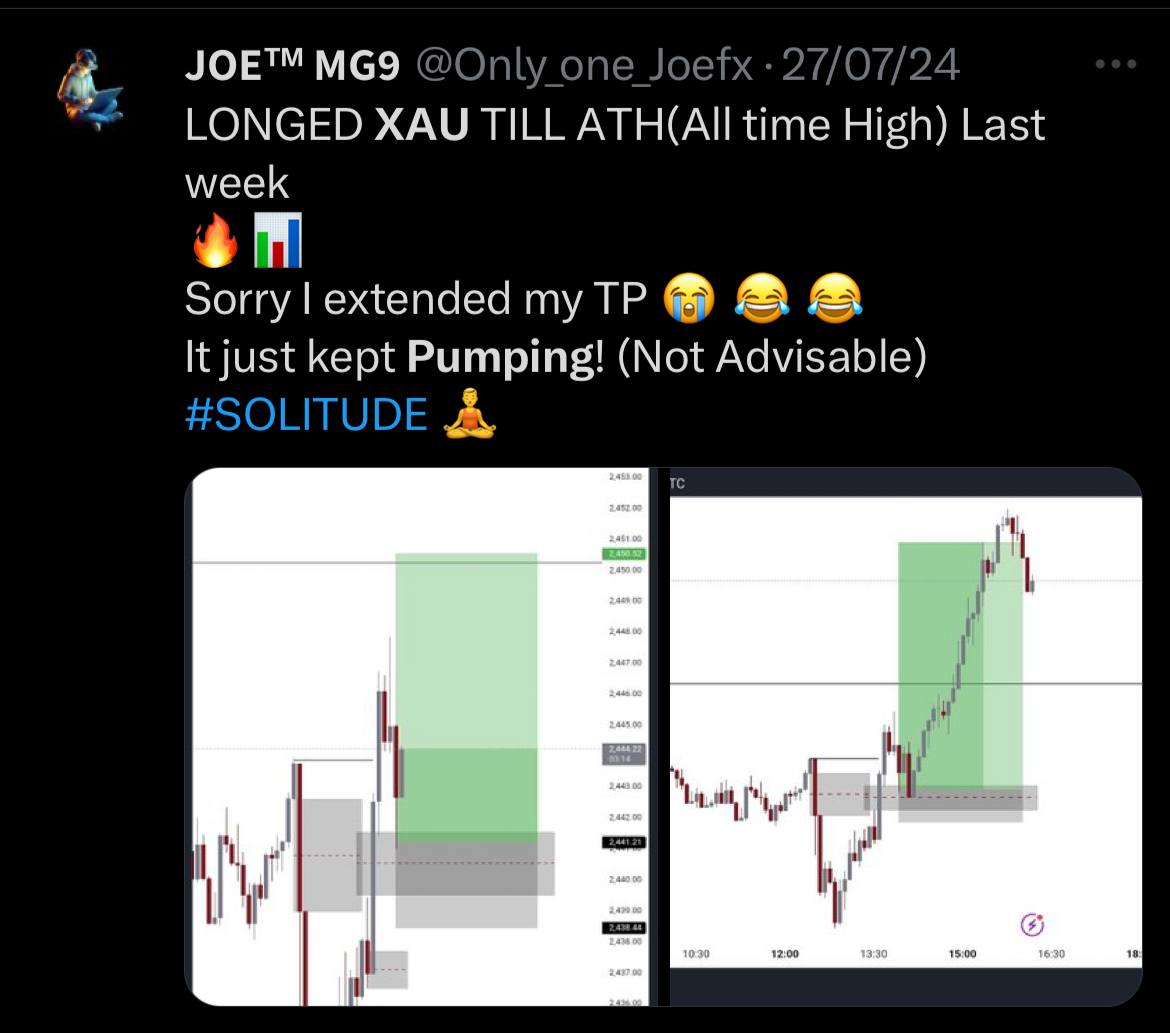 JOE™ MG9 @Only_one_Joefx · 27/07/24
LONGED XAU TILL ATH(All time High) Last
week
🔥 📊
Sorry I extended my TP 😭 😂 😂
It just kept Pumping! (Not Advisable)
#SOLITUDE 🧘
2,453.00
2,452.00
2,451.00
2,450.52
2,450.00
2,449.00
2,448.00
2,447.00
2,446.00
2,445.00
2,444.22
03:14
2,443.00
2,442.00
2,441.21
2,440.00
2,439.00
2,438.44
2,438.00
2,437.00
2,436.00
TC
10:30 12:00 13:30 15:00 16:30 18: